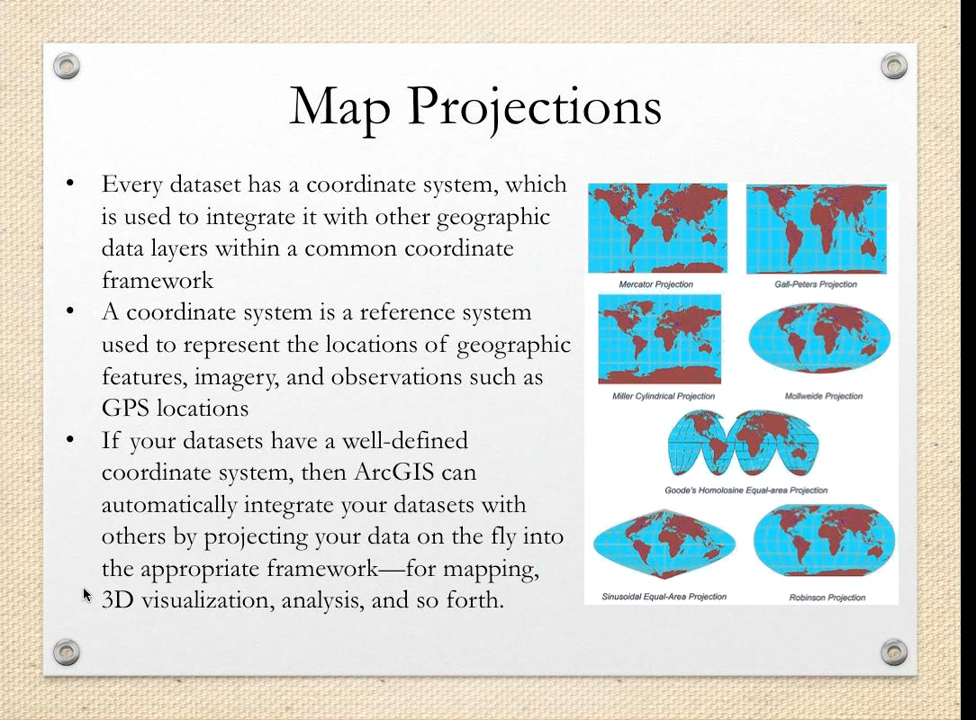 Map Projections
• Every dataset has a coordinate system, which
is used to integrate it with other geographic
data layers within a common coordinate
framework
• A coordinate system is a reference system
used to represent the locations of geographic
features, imagery, and observations such as
GPS locations
• If your datasets have a well-defined
coordinate system, then ArcGIS can
automatically integrate your datasets with
others by projecting your data on the fly into
the appropriate framework—for mapping,
3D visualization, analysis, and so forth.
Mercator Projection
Gall-Peters Projection
Miller Cylindrical Projection
Mollweide Projection
Goode's Homolosine Equal-area Projection
Sinusoidal Equal-Area Projection
Robinson Projection